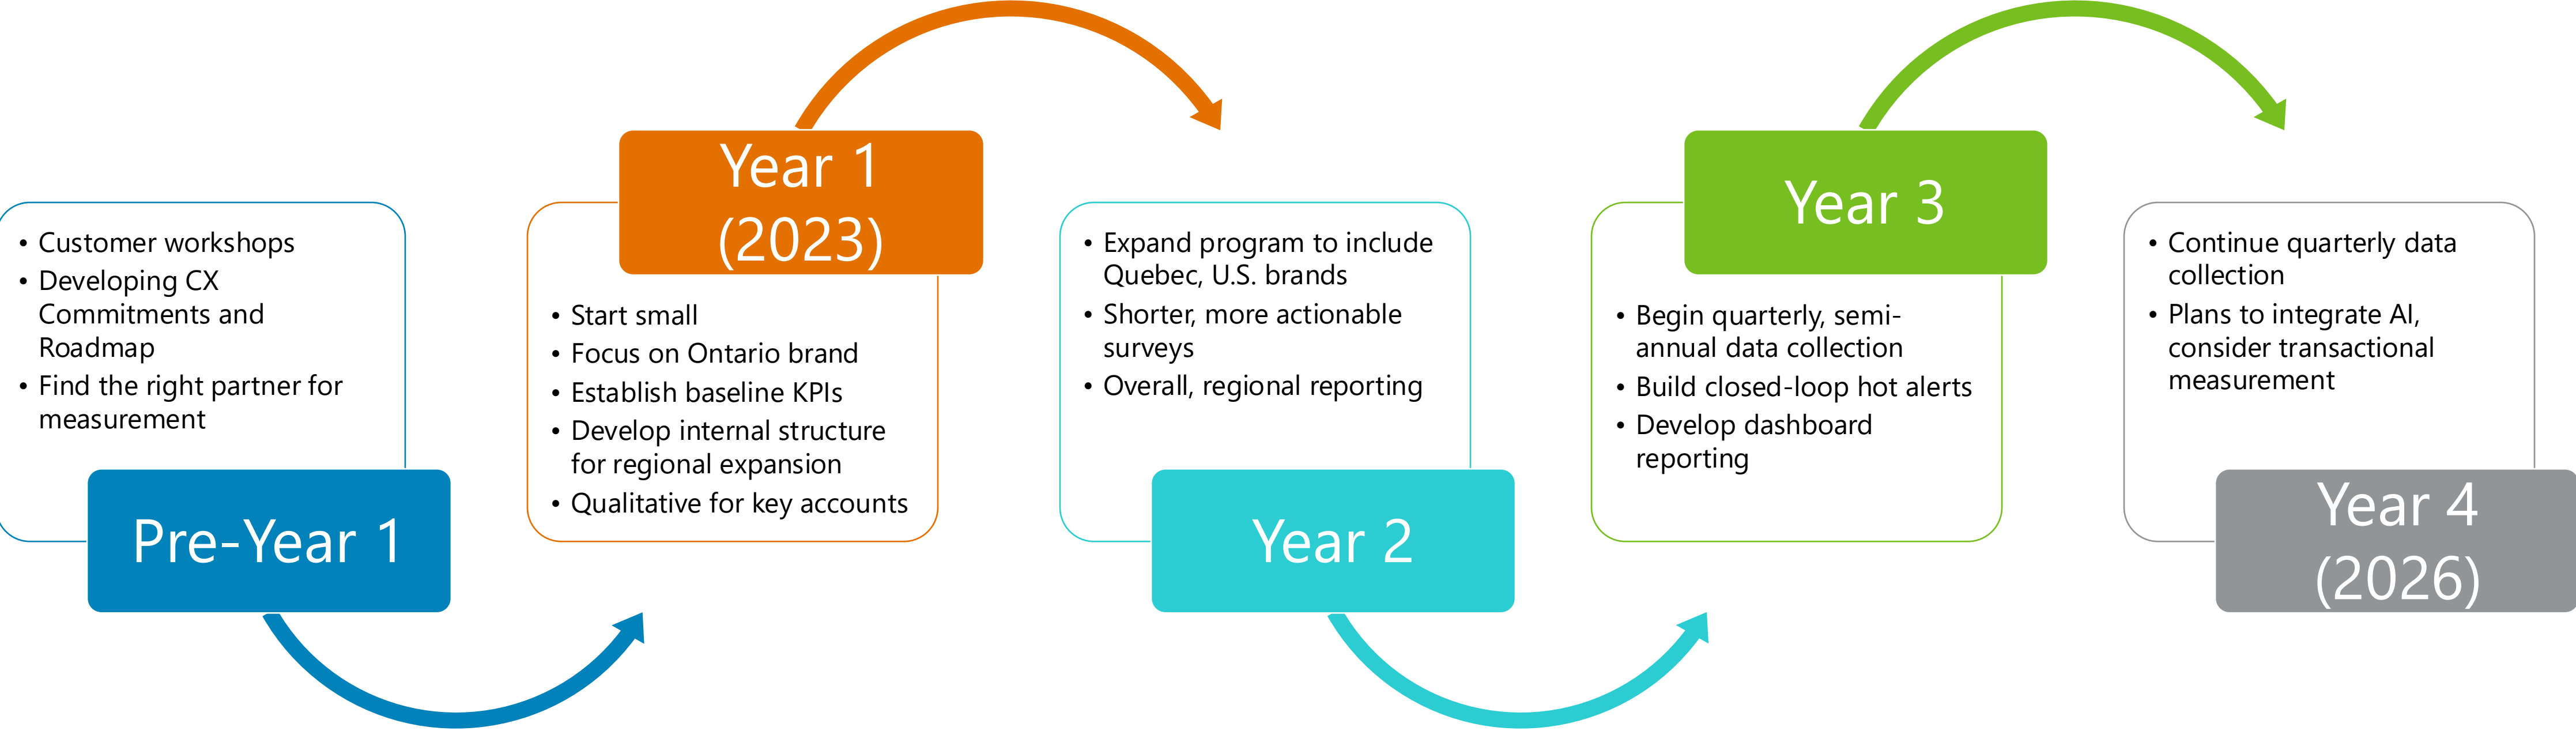 • Customer workshops
• Developing CX
Commitments and
Roadmap
• Find the right partner for
measurement
Pre-Year 1
Year 1
(2023)
• Start small
• Focus on Ontario brand
• Establish baseline KPIs
• Develop internal structure
for regional expansion
• Qualitative for key accounts
• Expand program to include
Quebec, U.S. brands
• Shorter, more actionable
surveys
• Overall, regional reporting
Year 2
Year 3
• Begin quarterly, semi-
annual data collection
• Build closed-loop hot alerts
• Develop dashboard
reporting
• Continue quarterly data
collection
• Plans to integrate AI,
consider transactional
measurement
Year 4
(2026)